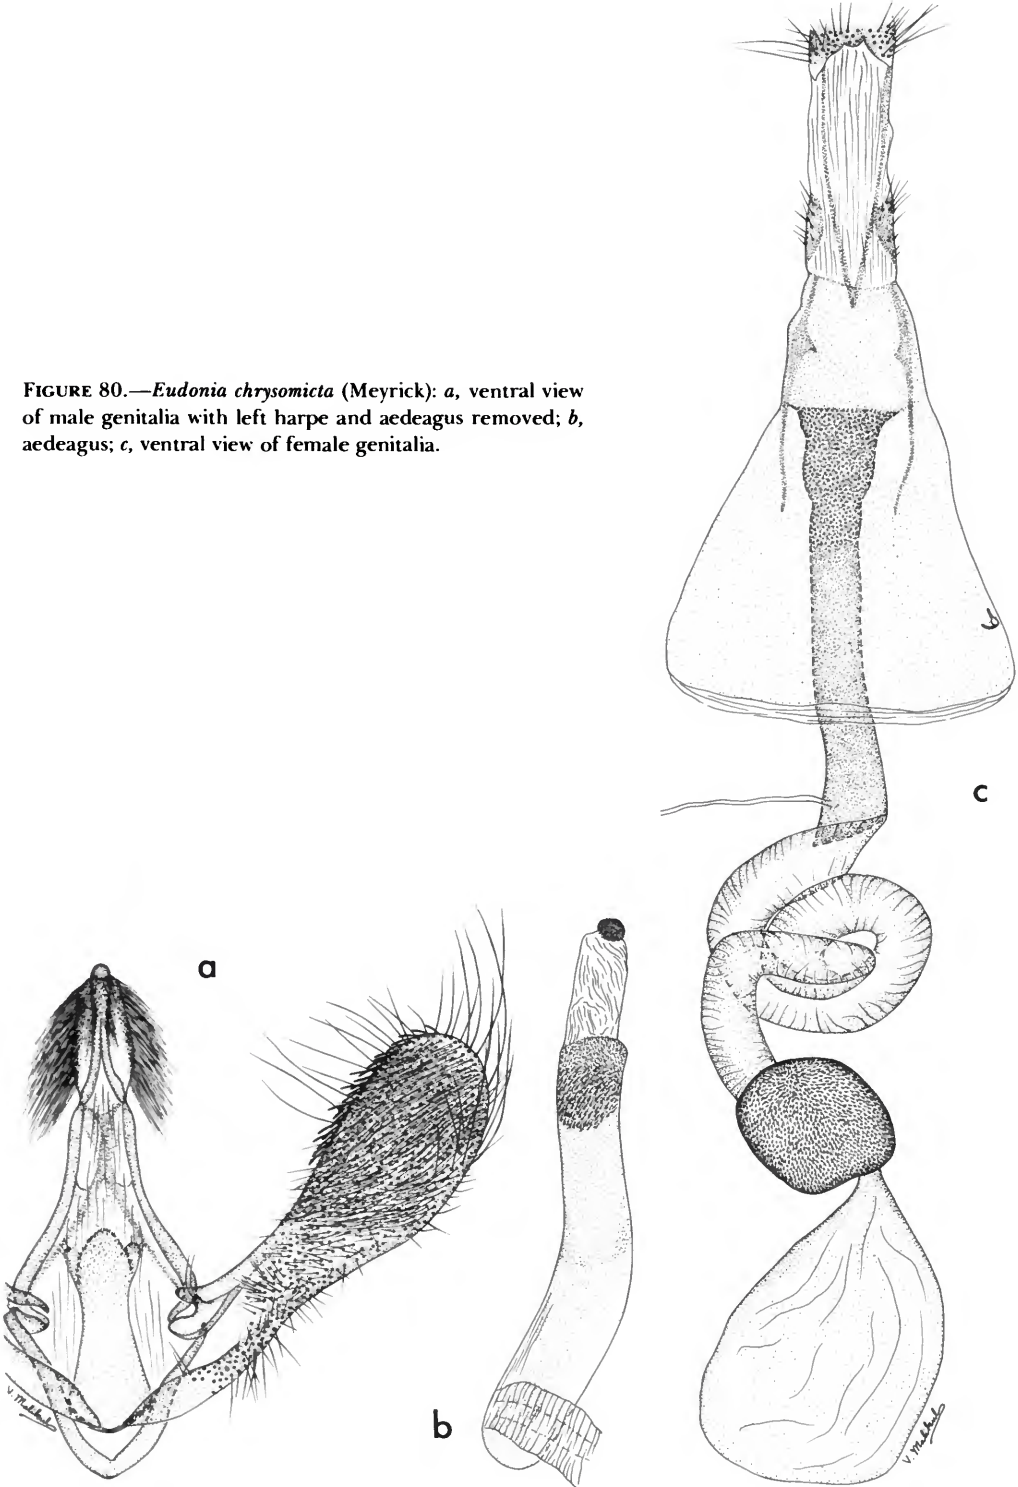 FIGURE 80.—Eudonia chrysomicta (Meyrick): a, ventral view
of male genitalia with left harpe and aedeagus removed; b,
aedeagus; c, ventral view of female genitalia.
c
a
b